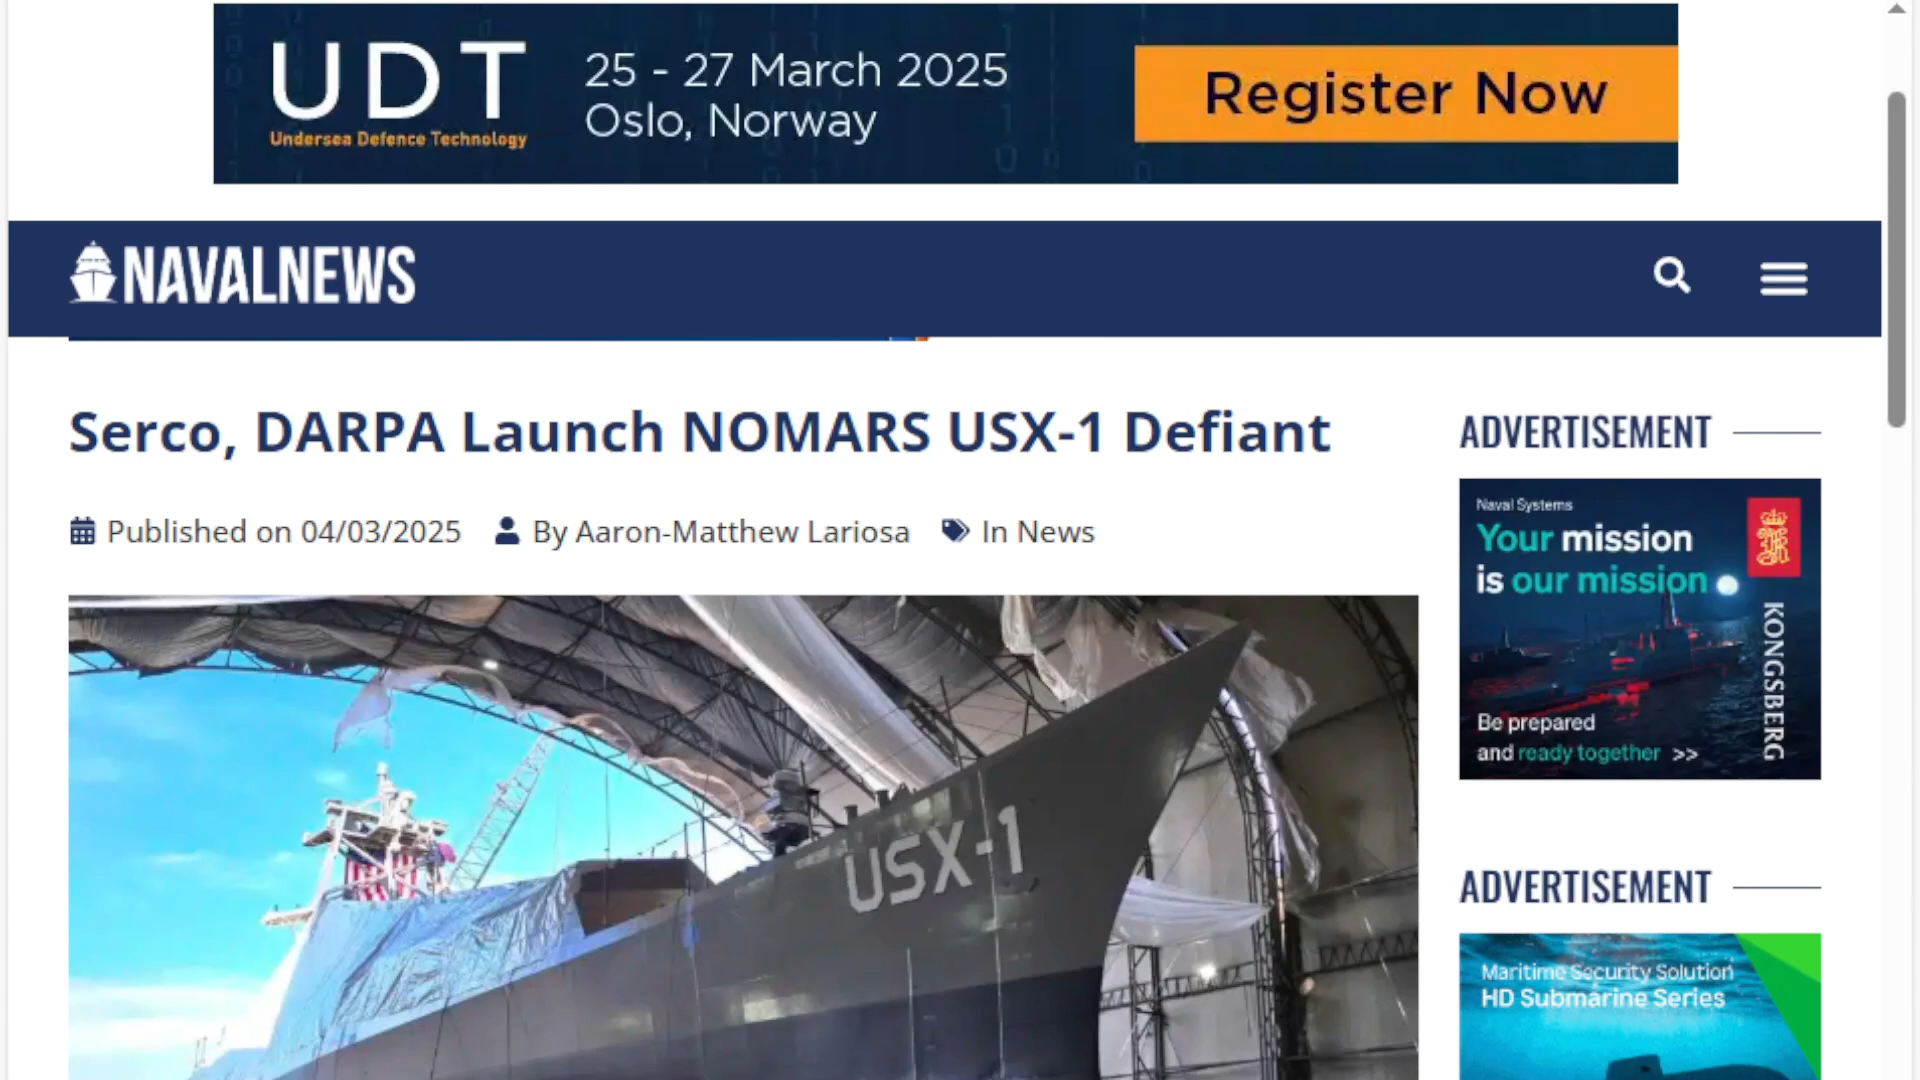 UDT
Undersea Defence Technology
25 - 27 March 2025
Oslo, Norway
Register Now
NAVALNEWS
Serco, DARPA Launch NOMARS USX-1 Defiant
Published on 04/03/2025 By Aaron-Matthew Lariosa In News
USX-1
ADVERTISEMENT
Naval Systems
Your mission
is our mission
KONGSBERG
Be prepared
and ready together >>
ADVERTISEMENT
Maritime Security Solution
HD Submarine Series